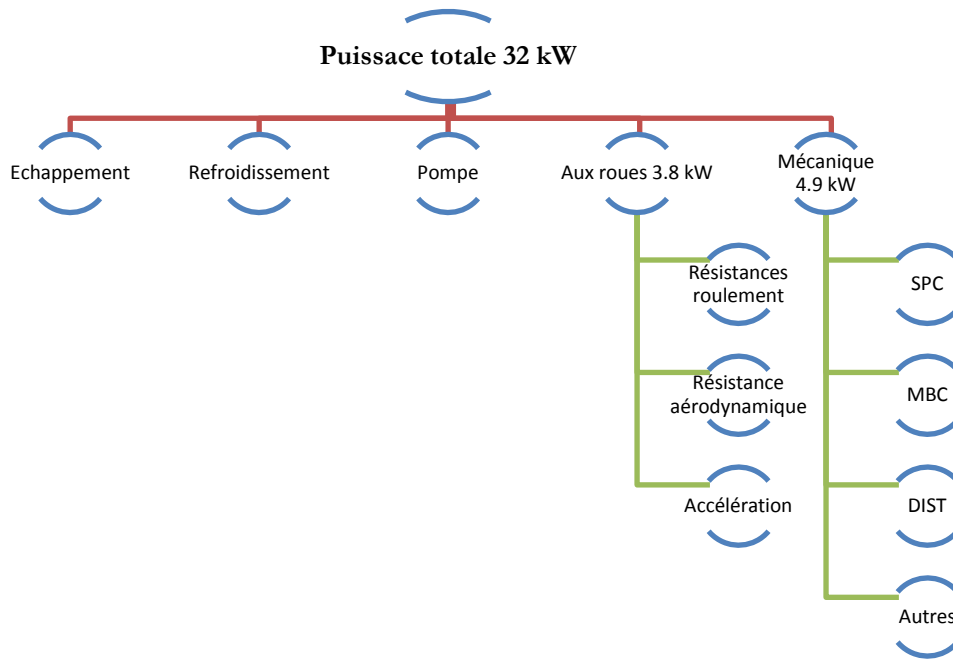 Puissace totale 32 kW
Echappement
Refroidissement
Pompe
Aux roues 3.8 kW
Mécanique
4.9 kW
Résistances
roulement
Résistance
aérodynamique
Accélération
SPC
MBC
DIST
Autres